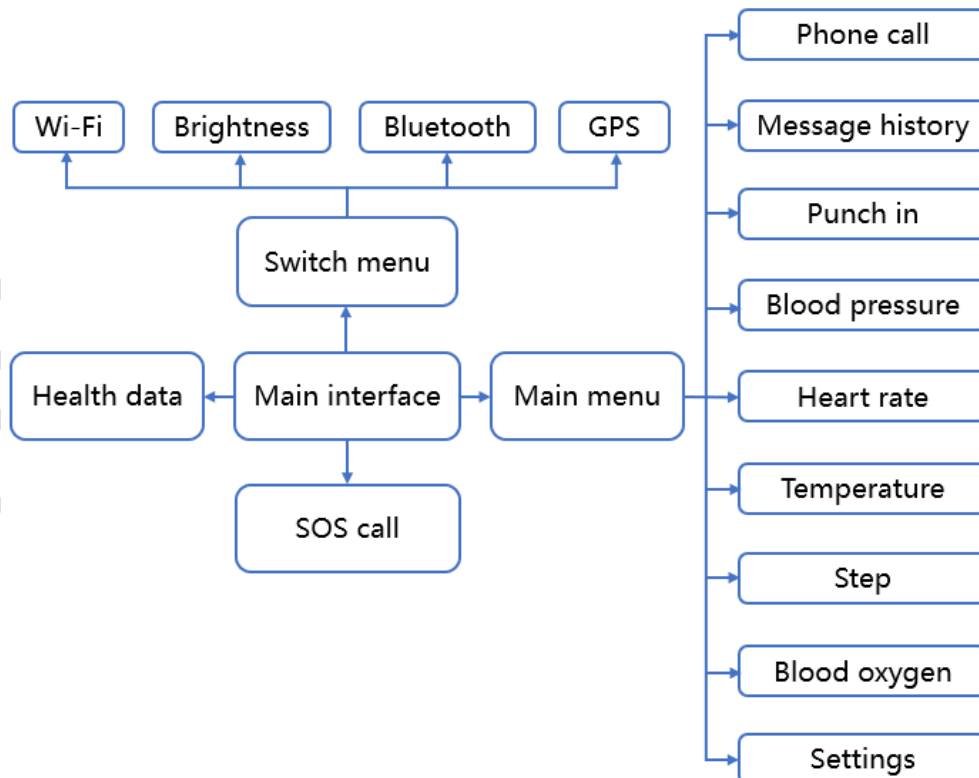 Phone call
Wi-Fi
Brightness
Bluetooth
GPS
Message history
Punch in
Switch menu
Blood pressure
Health data
Main interface
Main menu
Heart rate
Temperature
SOS call
Step
Blood oxygen
Settings